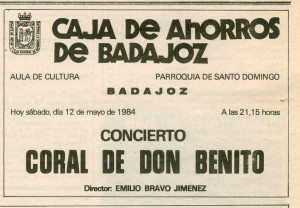 CAJA DE AHORROS
DE BADAJOZ
AULA DE CULTURA PARROQUIA DE SANTO DOMINGO
BADAJOZ
Hoy sábado, día 12 de mayo de 1984 A las 21,15 horas
CONCIERTO
CORAL DE DON BENITO
Director: EMILIO BRAVO JIMENEZ